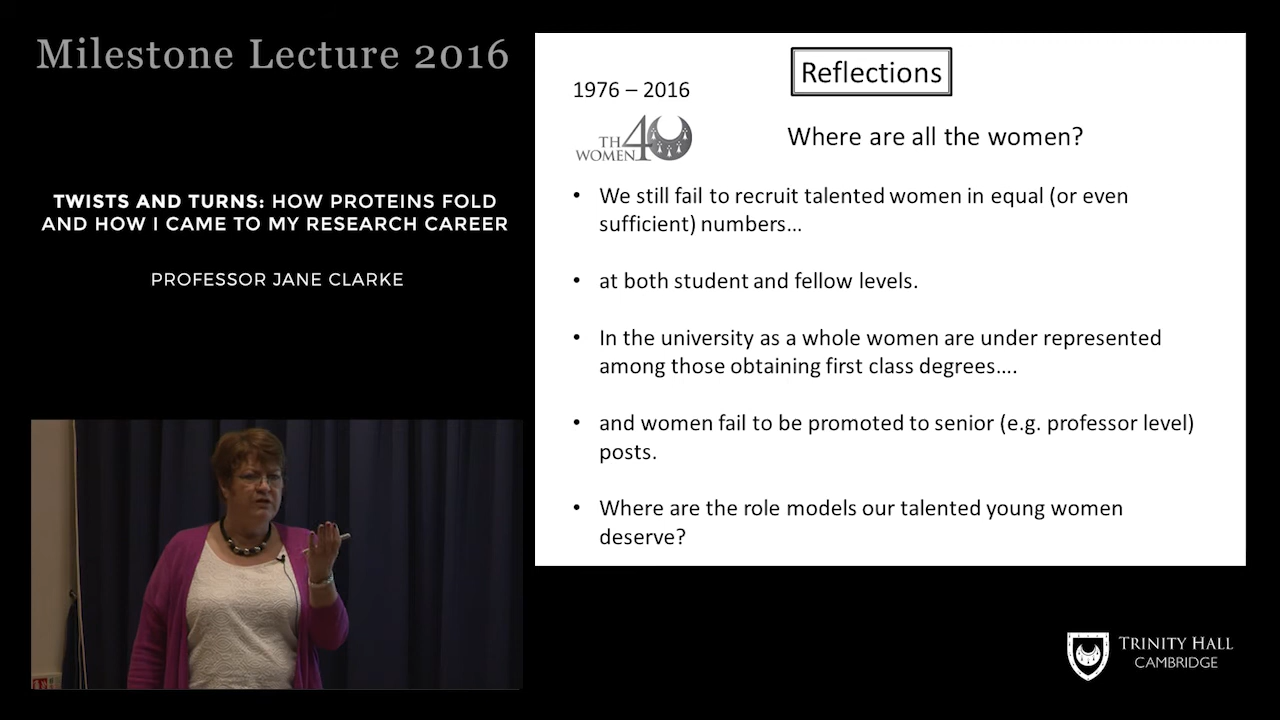 Milestone Lecture 2016
TWISTS AND TURNS: HOW PROTEINS FOLD
AND HOW I CAME TO MY RESEARCH CAREER
PROFESSOR JANE CLARKE
Reflections
1976 – 2016
TH 40
WOMEN
Where are all the women?
• We still fail to recruit talented women in equal (or even
sufficient) numbers…
• at both student and fellow levels.
• In the university as a whole women are under represented
among those obtaining first class degrees….
• and women fail to be promoted to senior (e.g. professor level)
posts.
• Where are the role models our talented young women
deserve?
TRINITY HALL
CAMBRIDGE